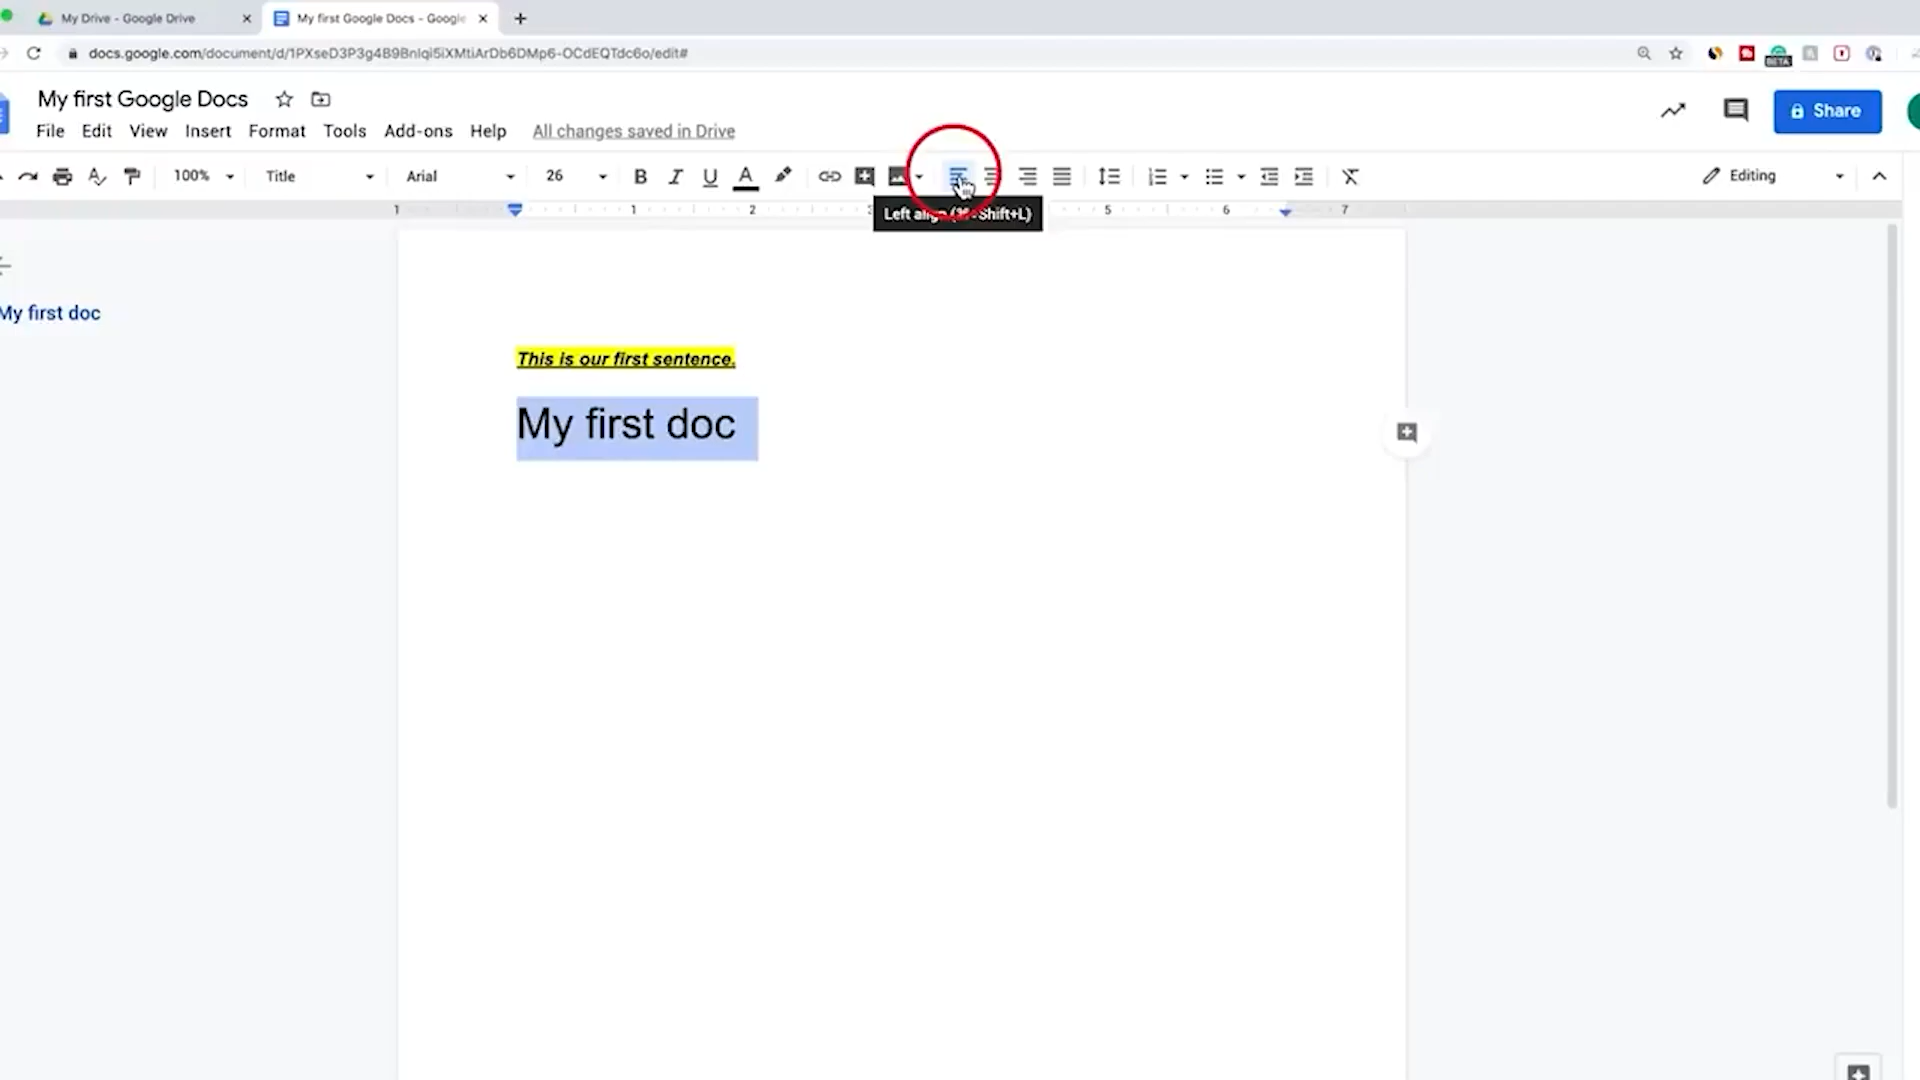 My Drive - Google Drive
My first Google Docs - Google
docs.google.com/document/d/1PXseD3P3g4B9BnIqi5iXMtiArDb6DMp6-OCdEQTdc6o/edit#
BETA
My first Google Docs
File Edit View Insert Format Tools Add-ons Help All changes saved in Drive
Share
100% Title Arial 26 B I U A Editing
1 1 2 5 6 7
Left align (⌘+Shift+L)
My first doc
This is our first sentence.
My first doc